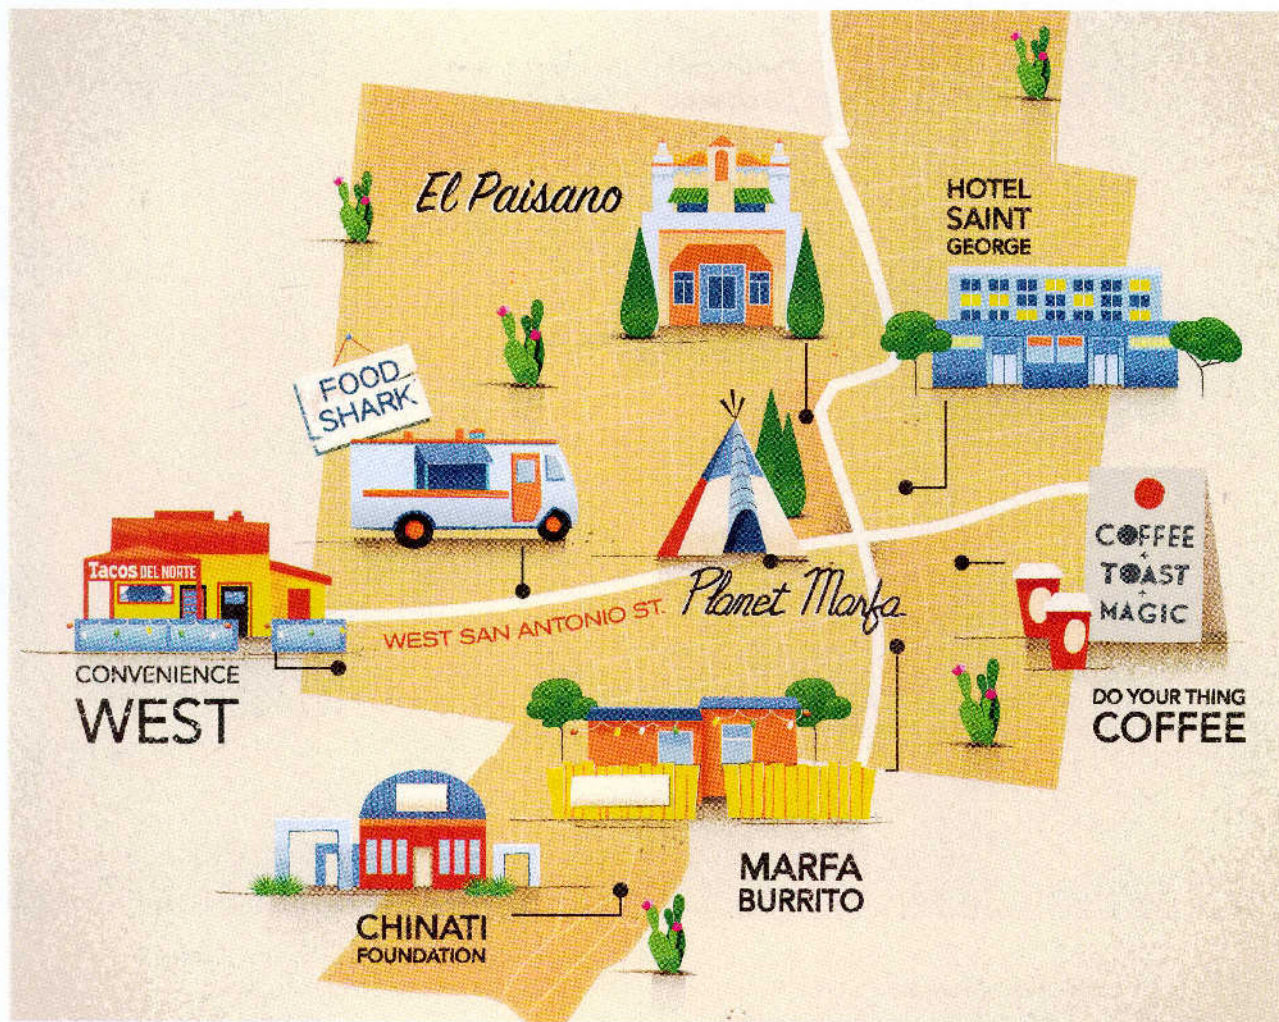 El Paisano
HOTEL
SAINT
GEORGE
FOOD
SHARK
COFFEE
+
TOAST
+
MAGIC
Tacos DEL NORTE
WEST SAN ANTONIO ST.
Planet Marfa
CONVENIENCE
WEST
DO YOUR THING
COFFEE
MARFA
BURRITO
CHINATI
FOUNDATION